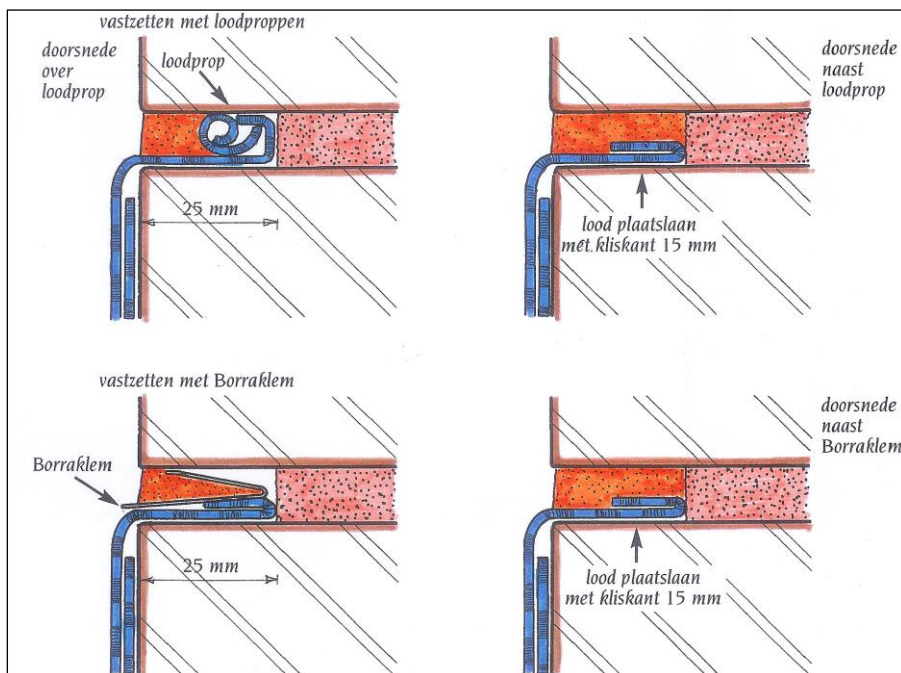 vastzetten met loodproppen
doorsnede
over
loodprop
loodprop
25 mm
doorsnede
naast
loodprop
lood plaatslaan
met kliskant 15 mm
vastzetten met Borraklem
Borraklem
25 mm
doorsnede
naast
Borraklem
lood plaatslaan
met kliskant 15 mm